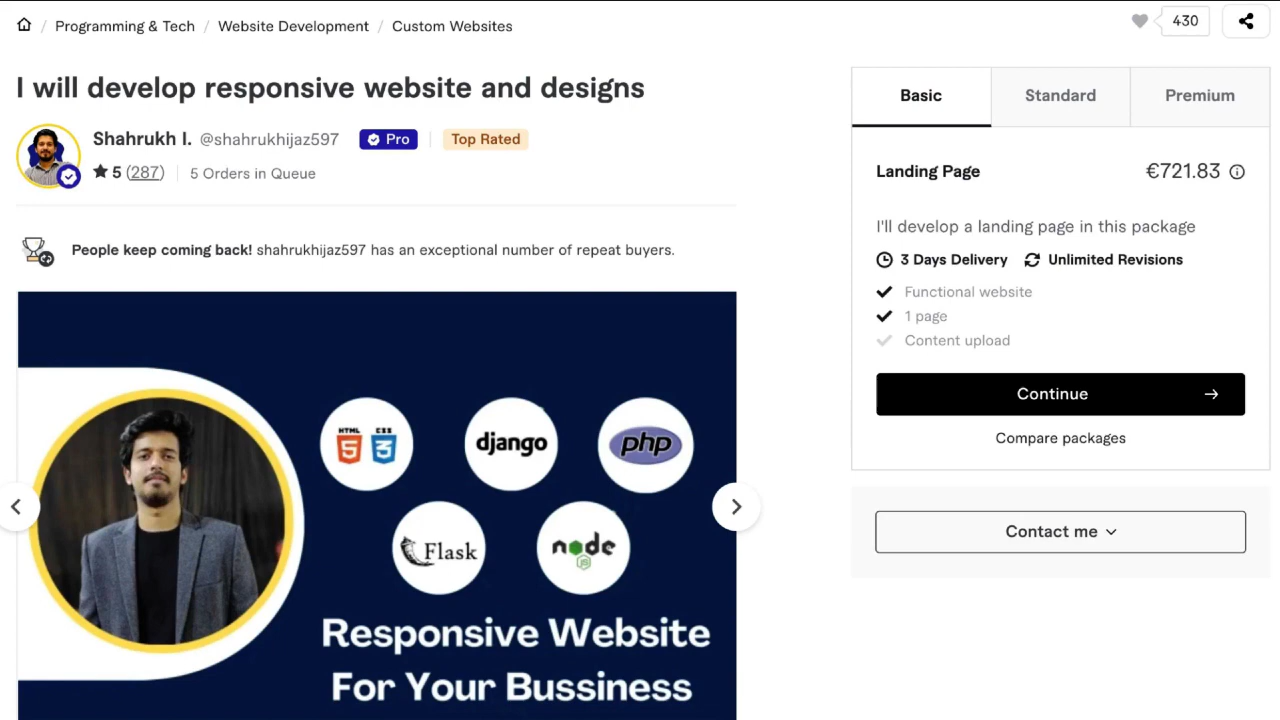 / Programming & Tech / Website Development / Custom Websites
430
I will develop responsive website and designs
Shahrukh I. @shahrukhijaz597 Pro Top Rated
5 (287) 5 Orders in Queue
People keep coming back! shahrukhijaz597 has an exceptional number of repeat buyers.
Basic Standard Premium
Landing Page €721.83
I'll develop a landing page in this package
3 Days Delivery Unlimited Revisions
Functional website
1 page
Content upload
Continue
Compare packages
Contact me
HTML 5 CSS 3 django php
Flask node JS
Responsive Website
For Your Bussiness